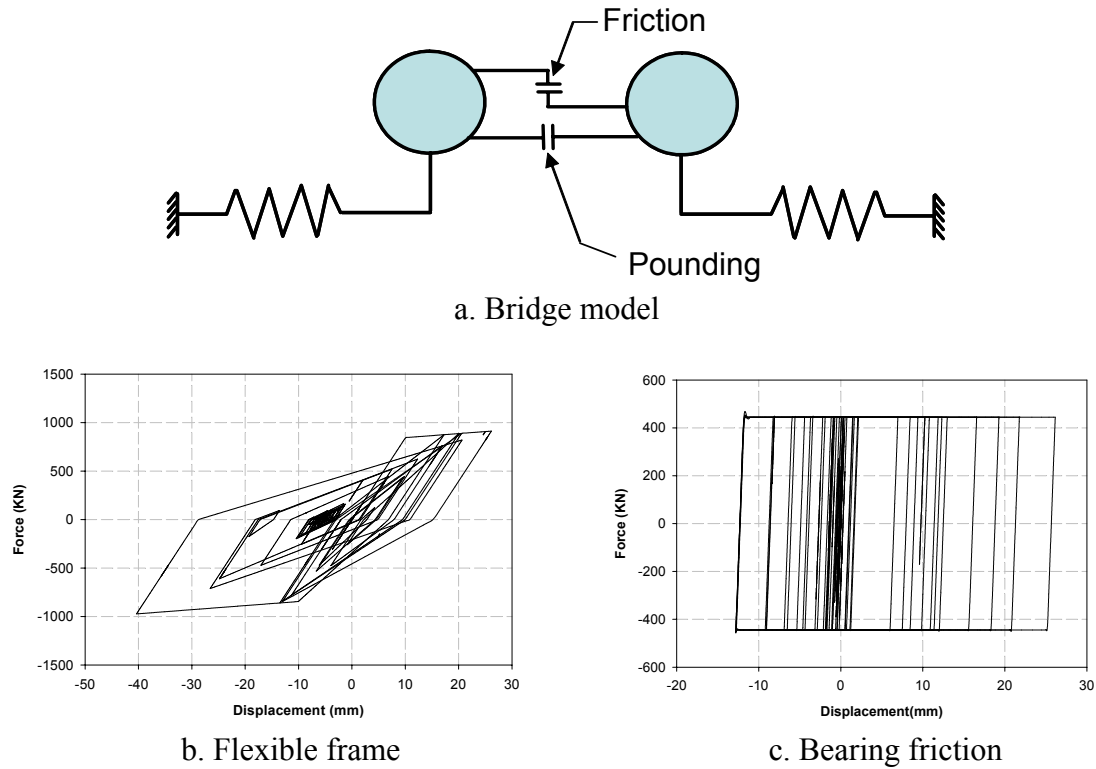 Friction
Pounding
a. Bridge model
1500
1000
500
0
-500
-1000
-1500
-50 -40 -30 -20 -10 0 10 20 30
Force (KN)
Displacement (mm)
b. Flexible frame
600
400
200
0
-200
-400
-600
-20 -10 0 10 20 30
Force (KN)
Displacement(mm)
c. Bearing friction